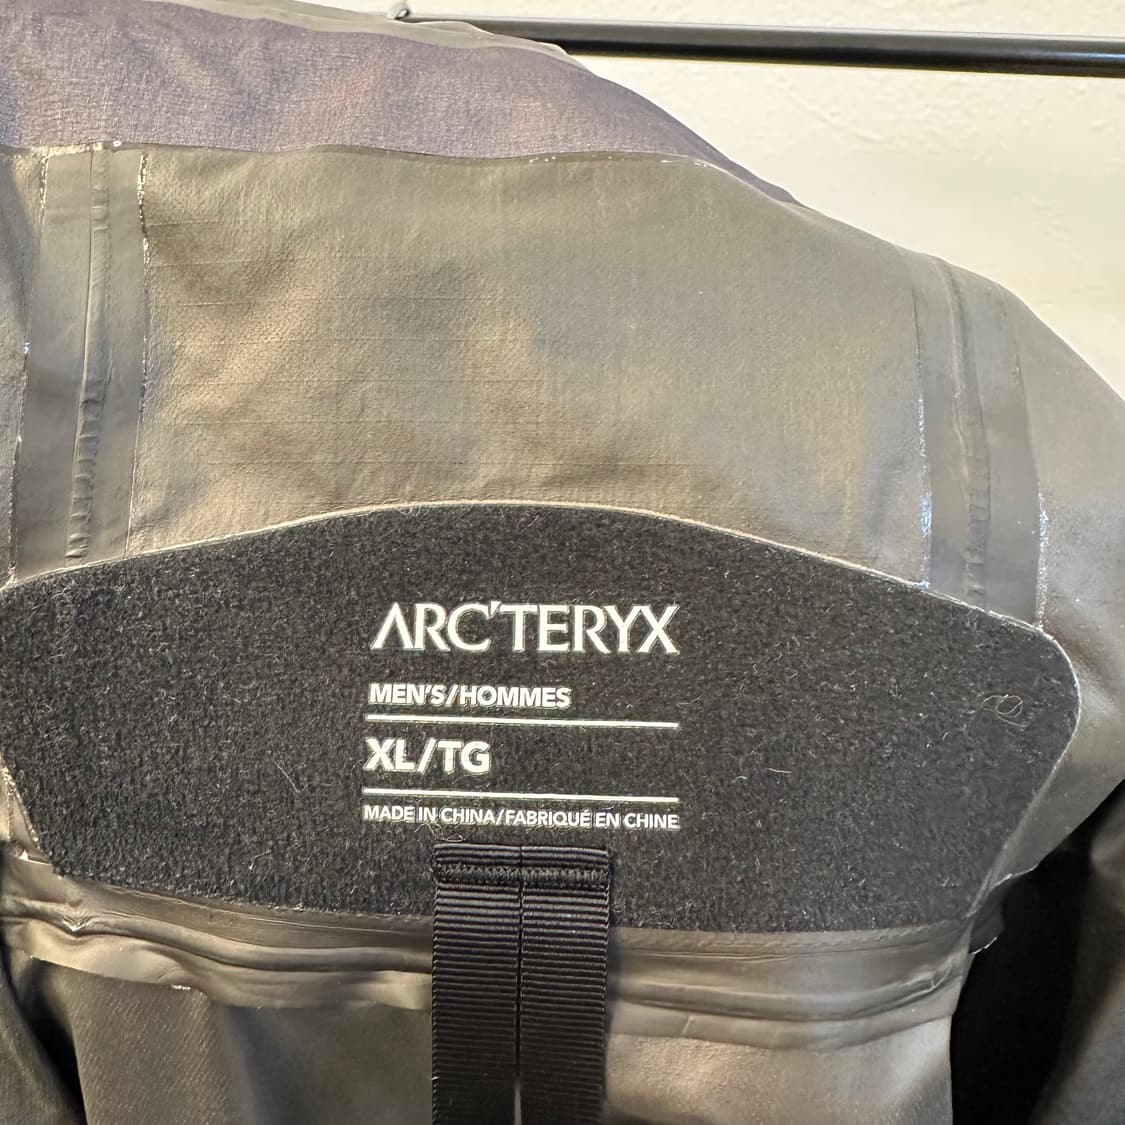 ARC'TERYX
MEN'S/HOMMES
XL/TG
MADE IN CHINA/FABRIQUÉ EN CHINE